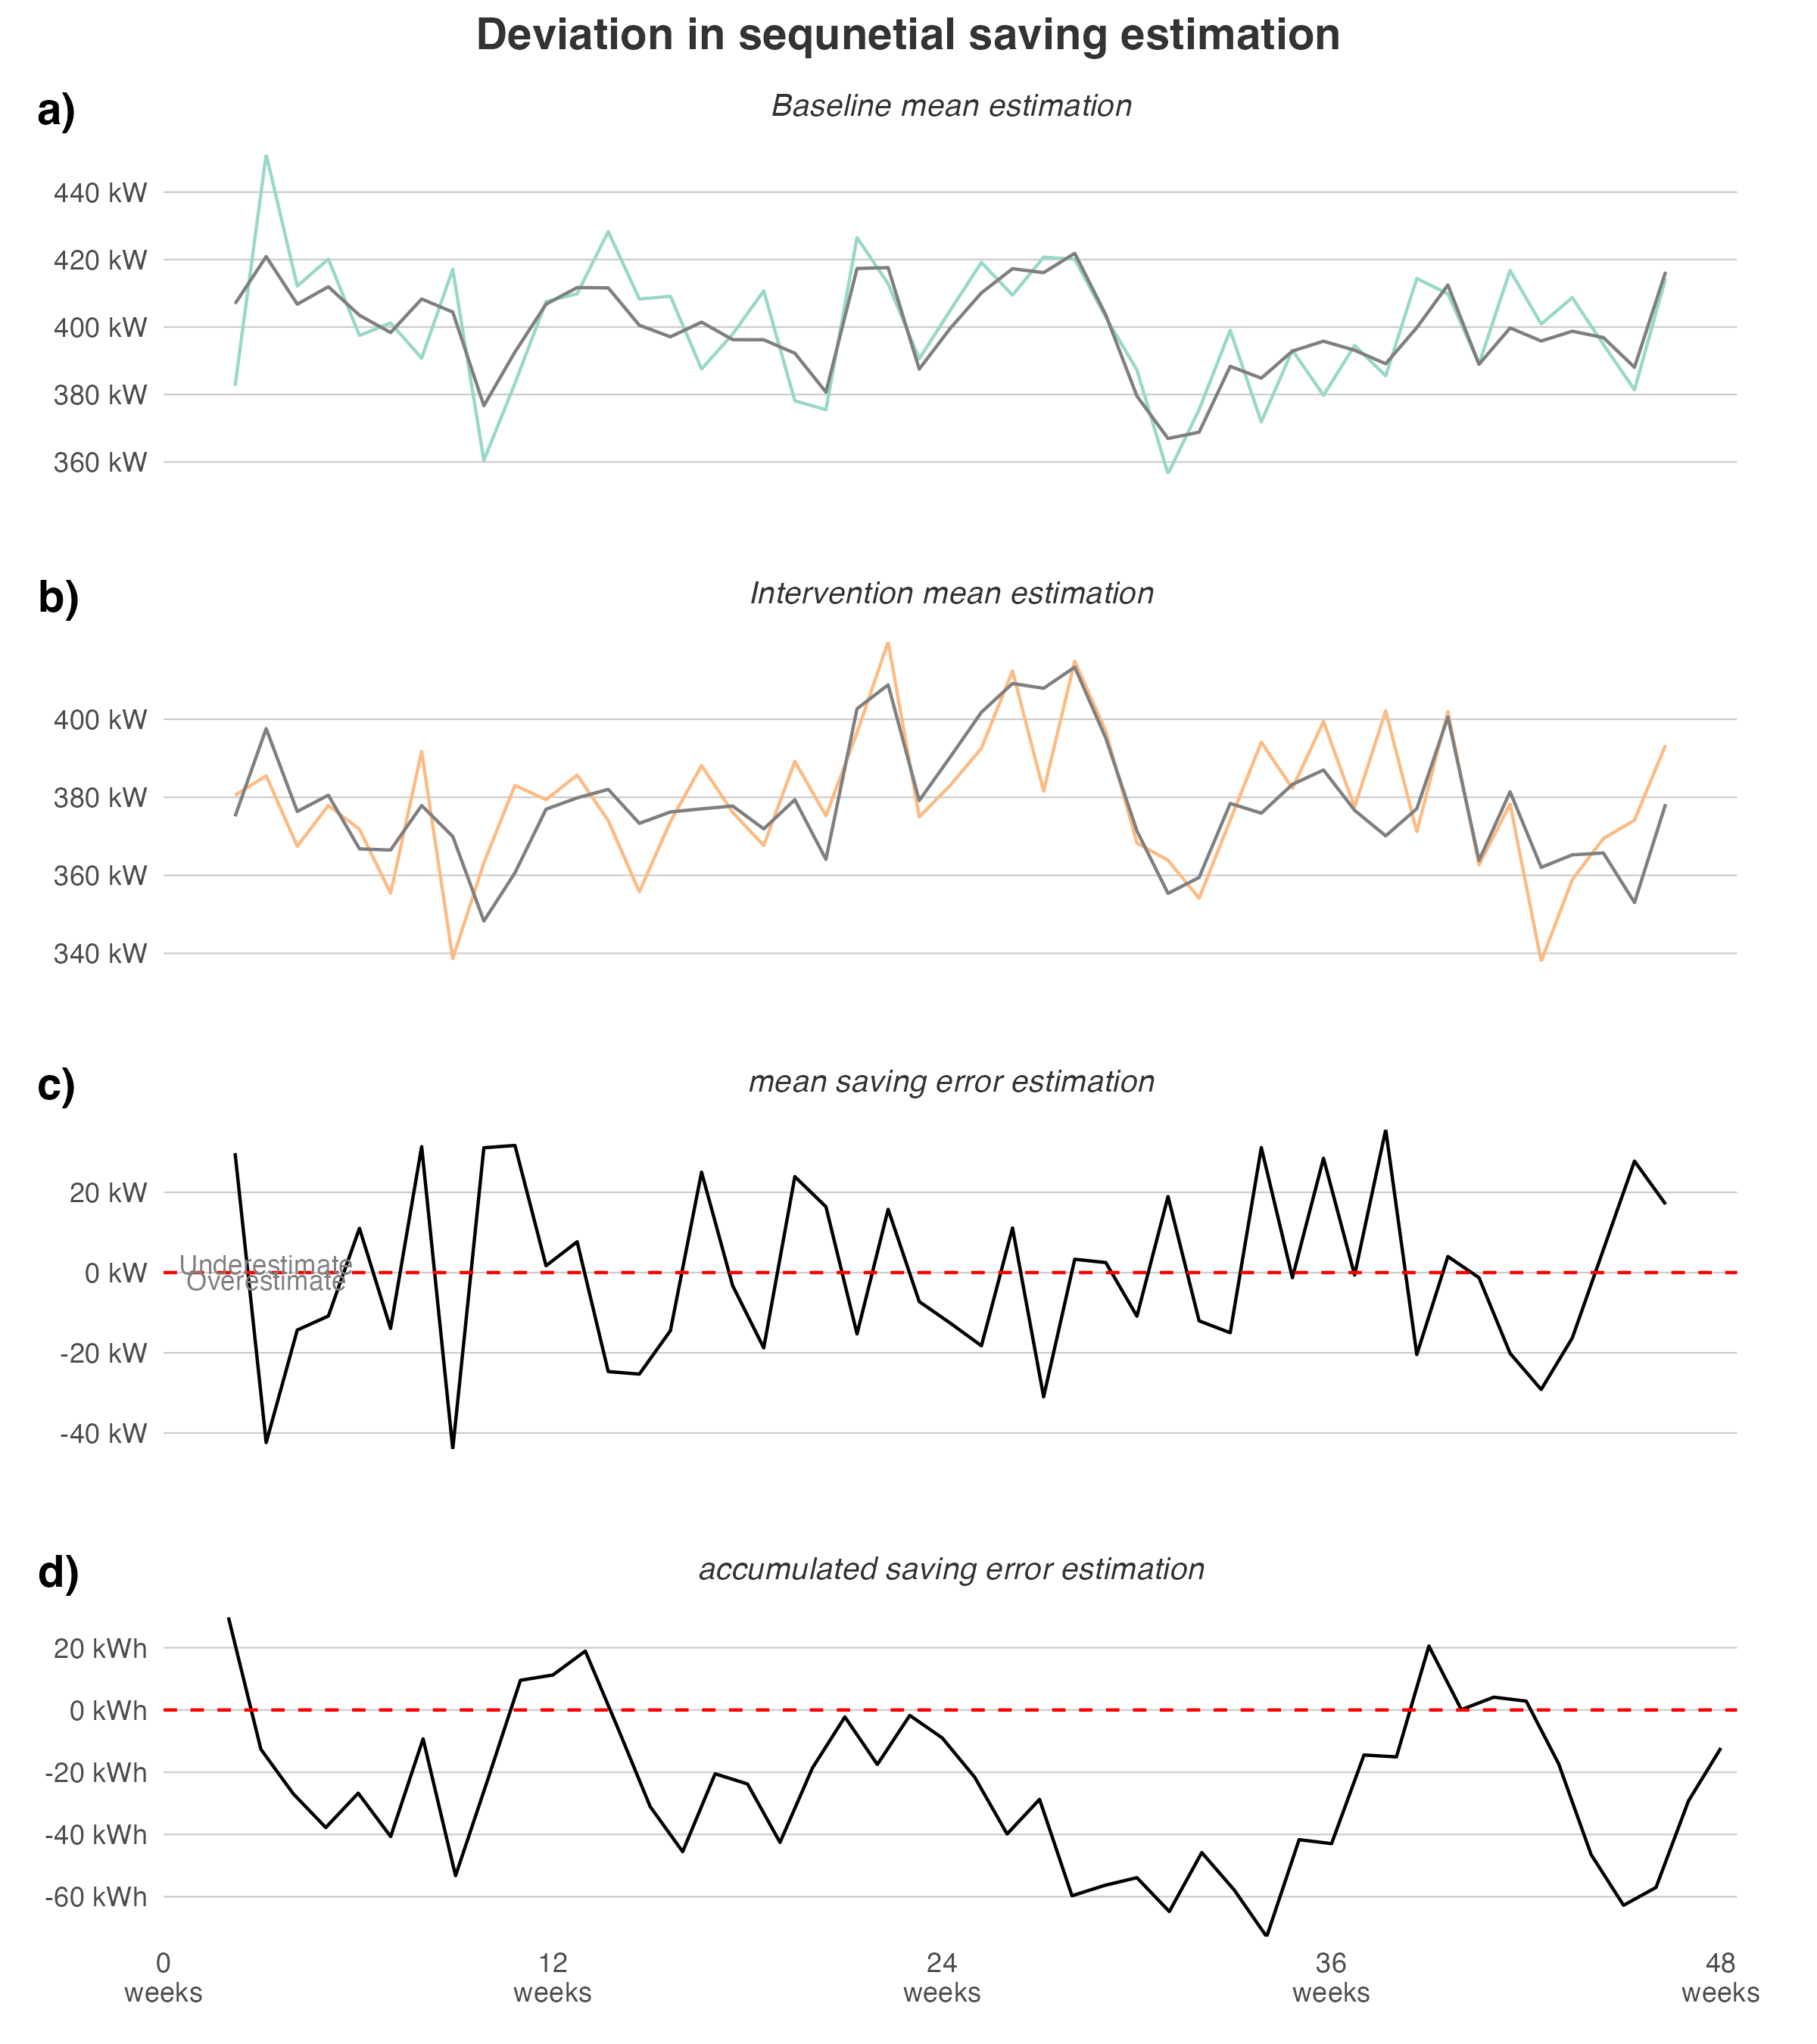 Deviation in sequnetial saving estimation
a)
Baseline mean estimation
440 kW
420 kW
400 kW
380 kW
360 kW
b)
Intervention mean estimation
400 kW
380 kW
360 kW
340 kW
c)
mean saving error estimation
20 kW
Underestimate
0 kW
Overestimate
-20 kW
-40 kW
d)
accumulated saving error estimation
20 kWh
0 kWh
-20 kWh
-40 kWh
-60 kWh
0 12 24 36 48
weeks weeks weeks weeks weeks